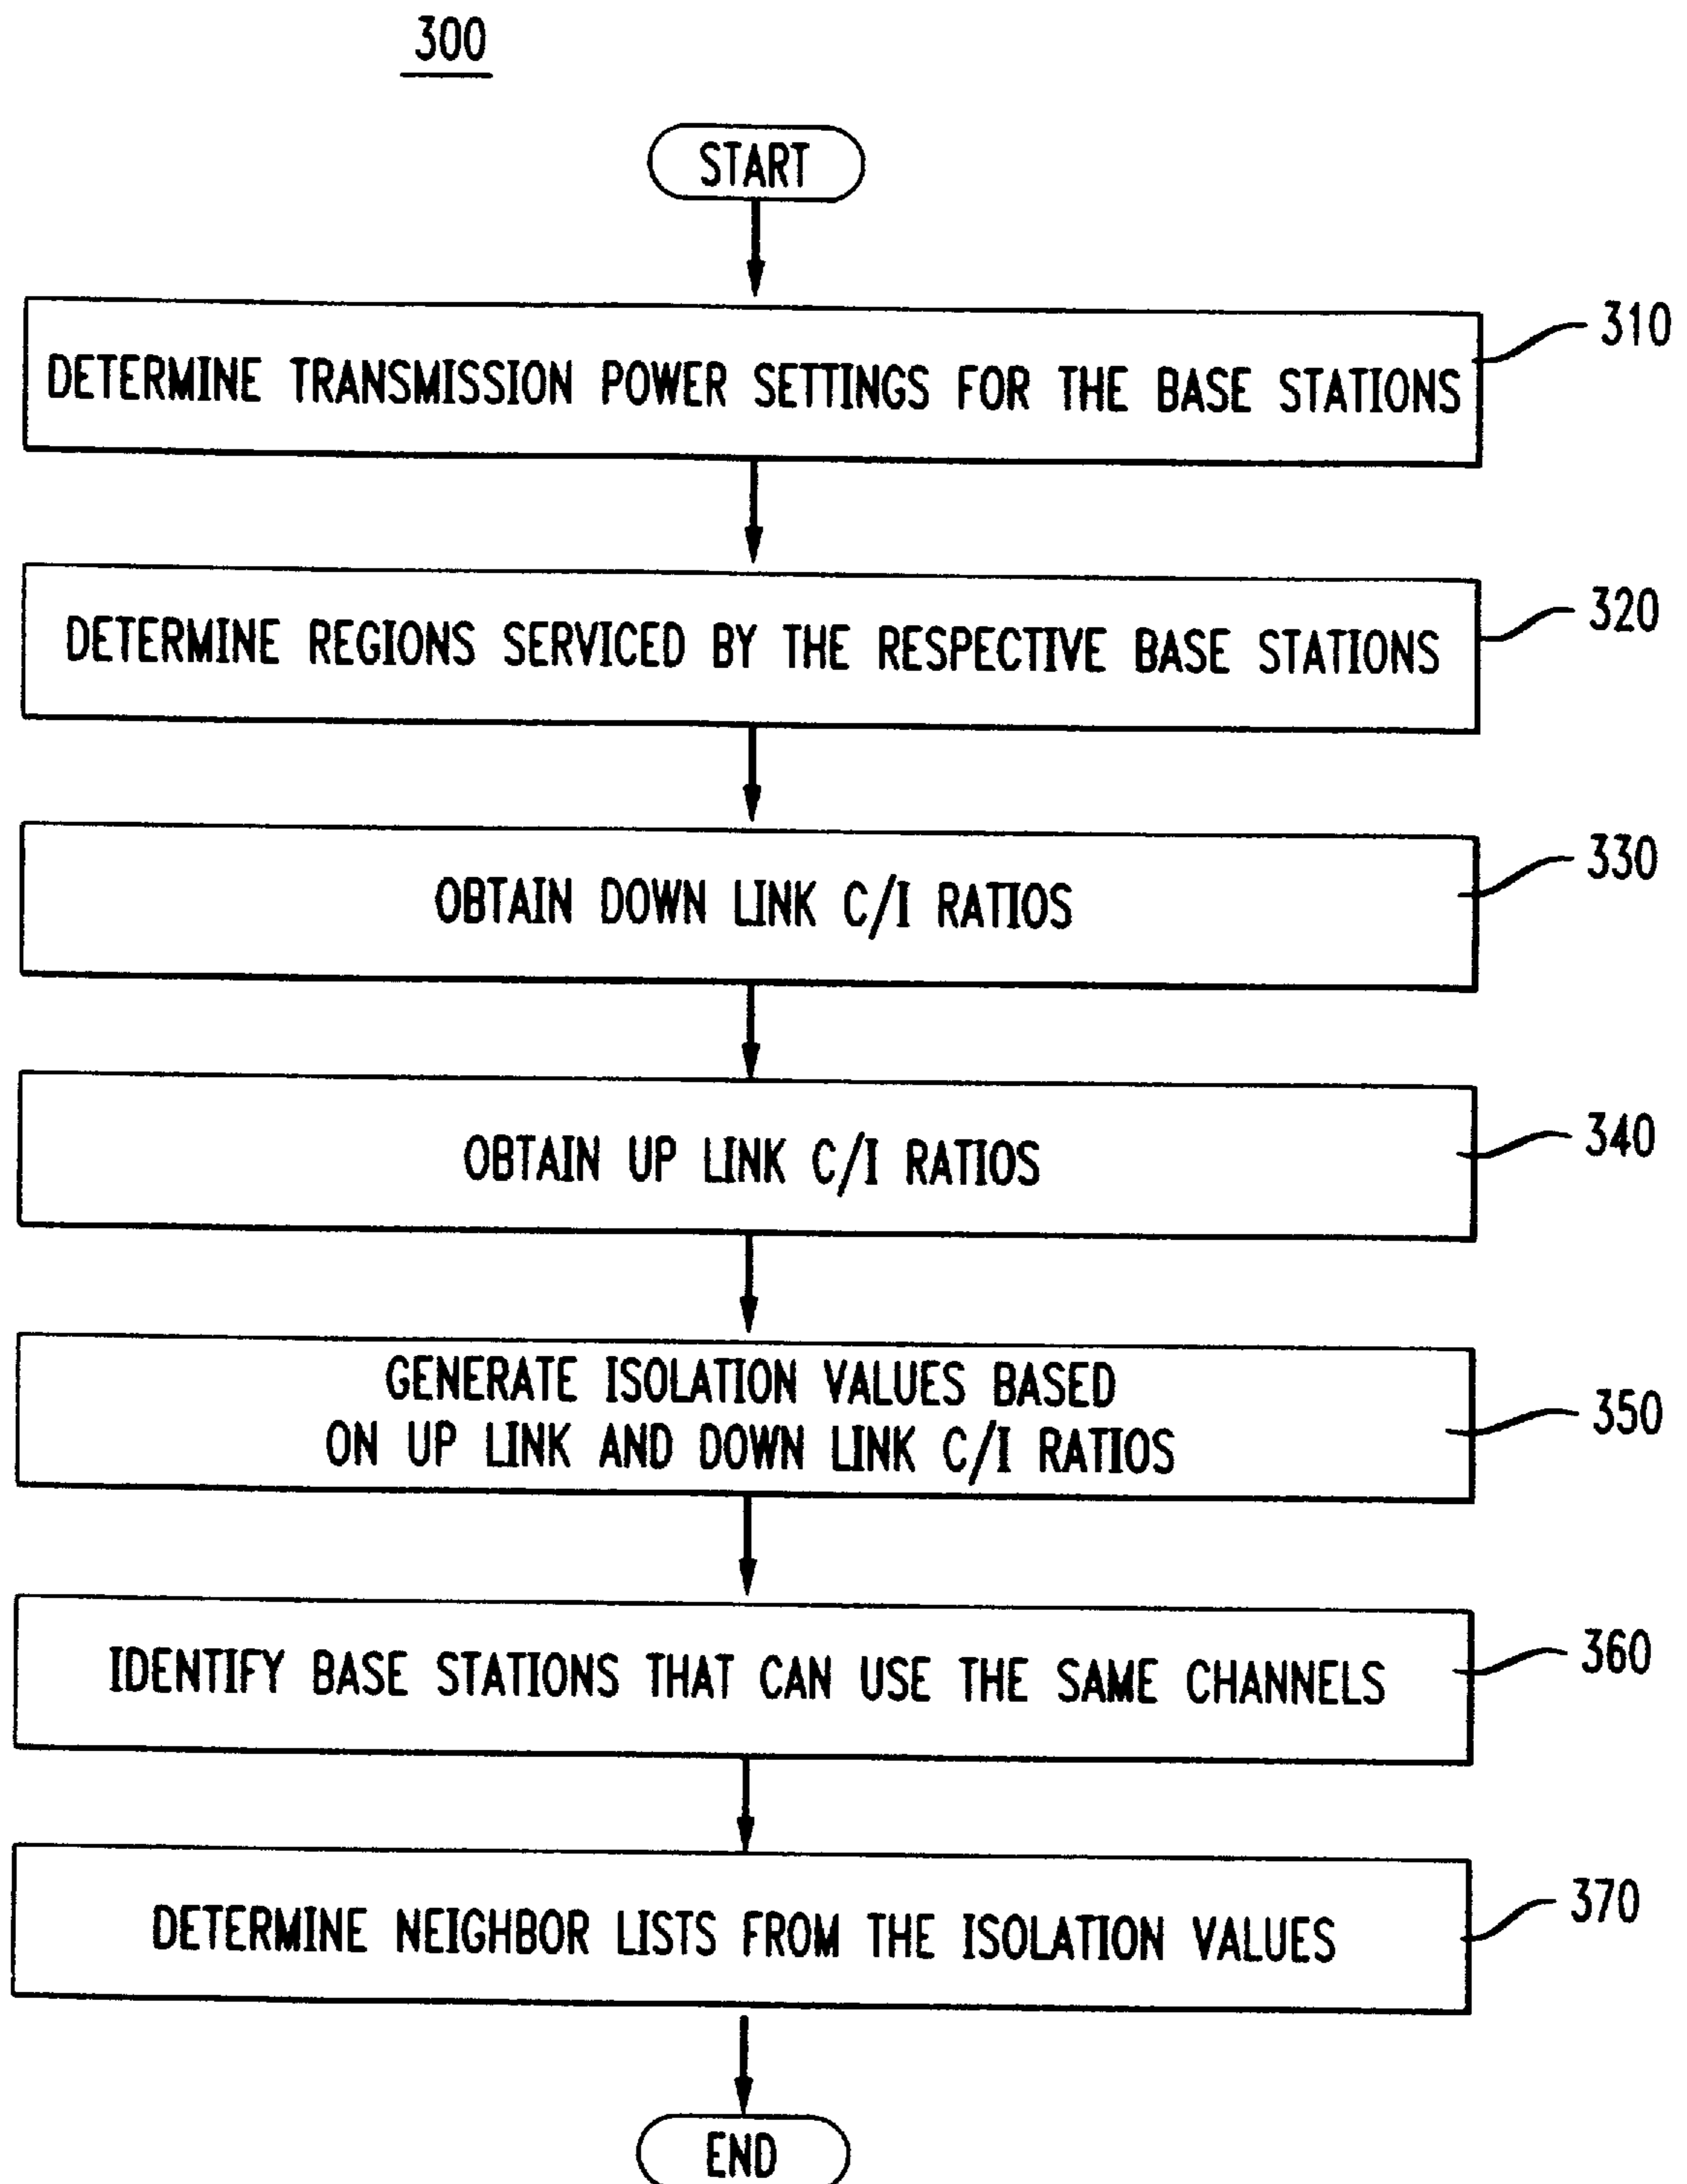 300
START
DETERMINE TRANSMISSION POWER SETTINGS FOR THE BASE STATIONS
310
DETERMINE REGIONS SERVICED BY THE RESPECTIVE BASE STATIONS
320
OBTAIN DOWN LINK C/I RATIOS
330
OBTAIN UP LINK C/I RATIOS
340
GENERATE ISOLATION VALUES BASED
ON UP LINK AND DOWN LINK C/I RATIOS
350
IDENTIFY BASE STATIONS THAT CAN USE THE SAME CHANNELS
360
DETERMINE NEIGHBOR LISTS FROM THE ISOLATION VALUES
370
END